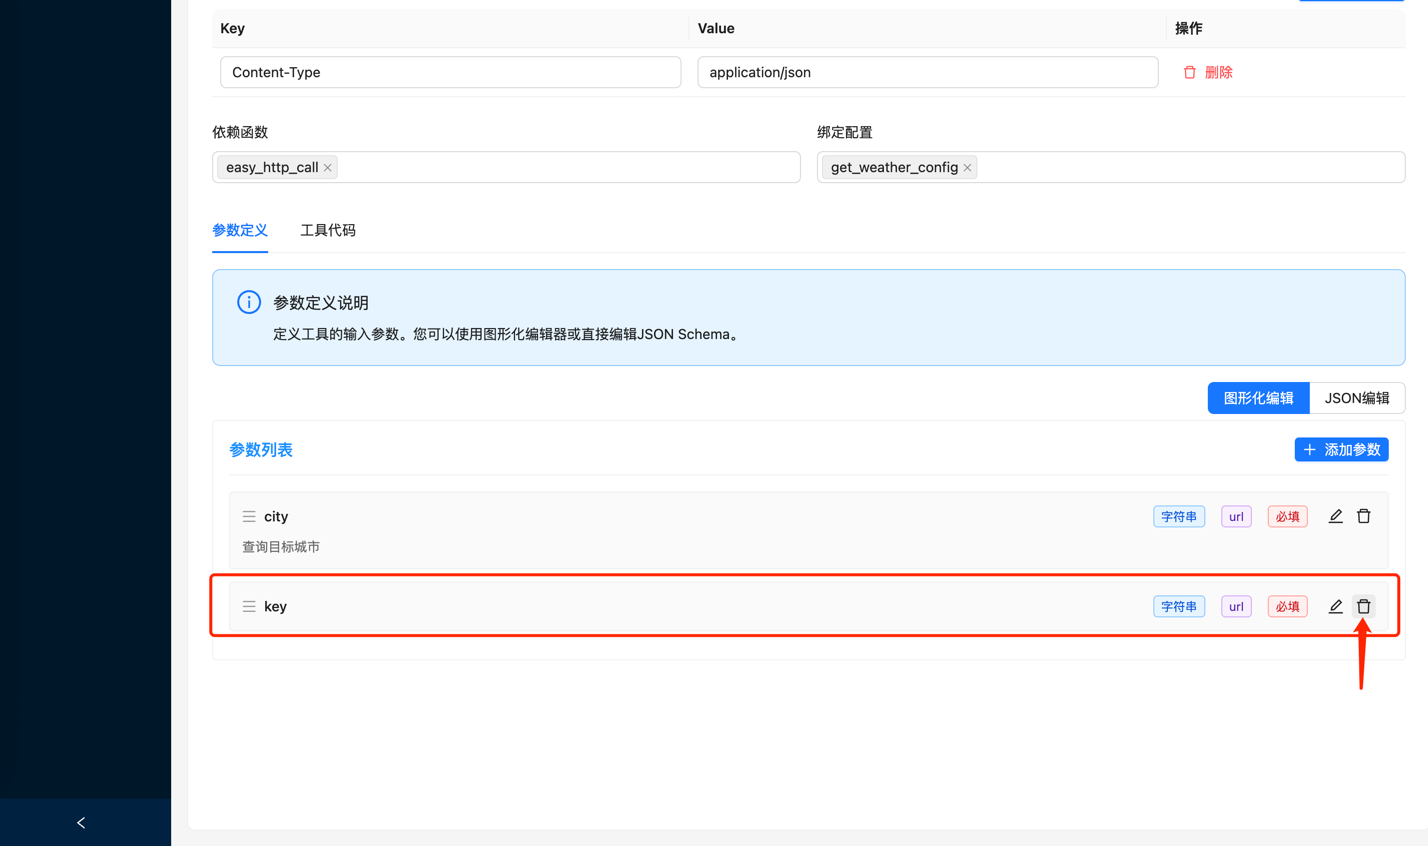 Key Value 操作
Content-Type application/json 删除
依赖函数 绑定配置
easy_http_call get_weather_config
参数定义 工具代码
参数定义说明
定义工具的输入参数。您可以使用图形化编辑器或直接编辑JSON Schema。
图形化编辑 JSON编辑
参数列表 添加参数
city 字符串 url 必填
查询目标城市
key 字符串 url 必填